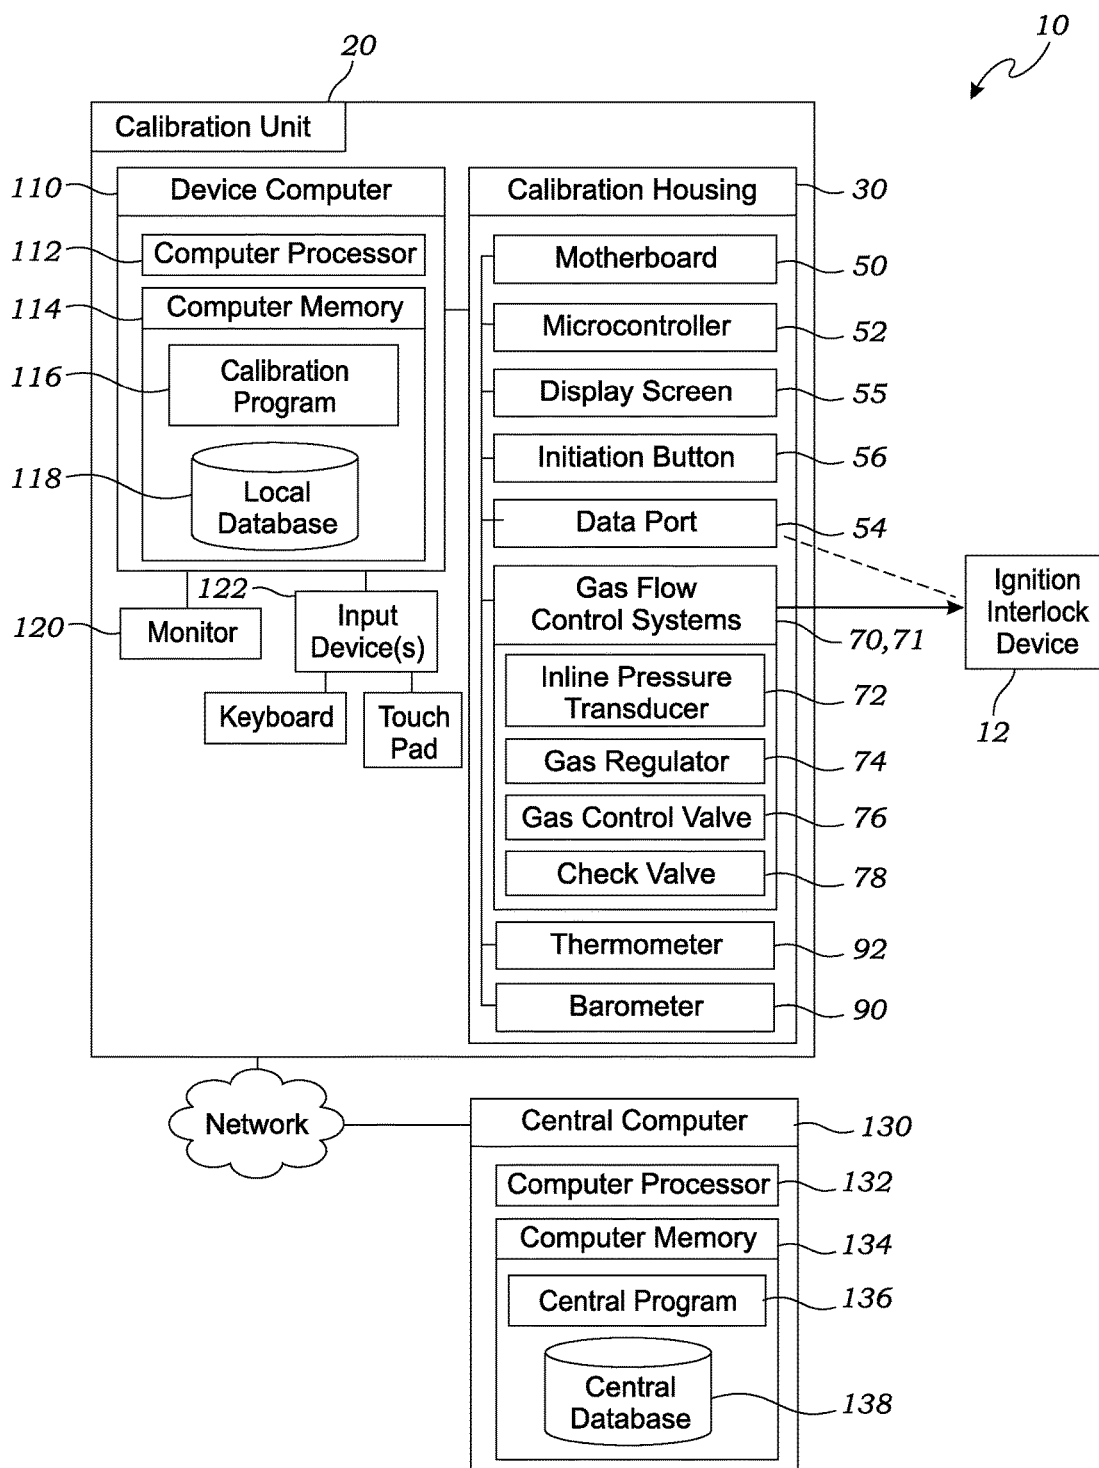 10
20
Calibration Unit
110
Device Computer
112
Computer Processor
114
Computer Memory
116
Calibration
Program
118
Local
Database
120
Monitor
122
Input
Device(s)
Keyboard
Touch
Pad
Calibration Housing
30
Motherboard
50
Microcontroller
52
Display Screen
55
Initiation Button
56
Data Port
54
Gas Flow
Control Systems
70,71
Inline Pressure
Transducer
72
Gas Regulator
74
Gas Control Valve
76
Check Valve
78
Thermometer
92
Barometer
90
Ignition
Interlock
Device
12
Network
Central Computer
130
Computer Processor
132
Computer Memory
134
Central Program
136
Central
Database
138